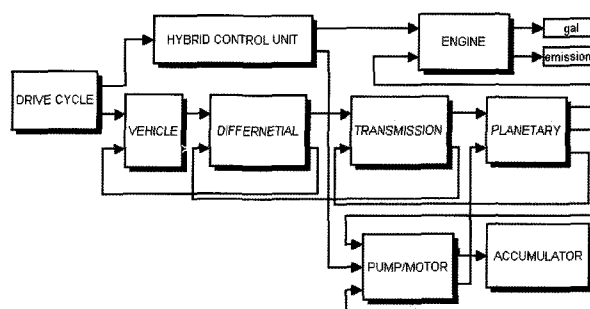 HYBRID CONTROL UNIT
ENGINE
gal
emission
DRIVE CYCLE
VEHICLE
DIFFERNETIAL
TRANSMISSION
PLANETARY
PUMP/MOTOR
ACCUMULATOR